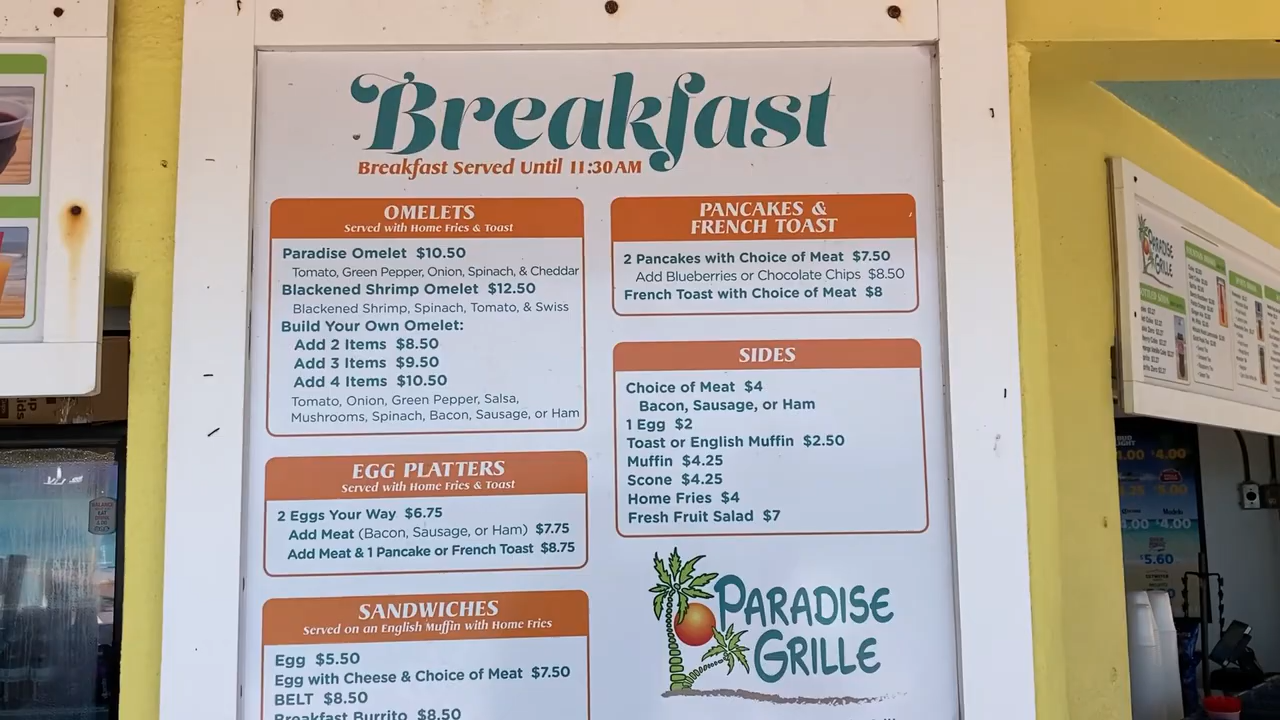 Breakfast
Breakfast Served Until 11:30AM
OMELETS
Served with Home Fries & Toast
Paradise Omelet $10.50
Tomato, Green Pepper, Onion, Spinach, & Cheddar
Blackened Shrimp Omelet $12.50
Blackened Shrimp, Spinach, Tomato, & Swiss
Build Your Own Omelet:
Add 2 Items $8.50
Add 3 Items $9.50
Add 4 Items $10.50
Tomato, Onion, Green Pepper, Salsa,
Mushrooms, Spinach, Bacon, Sausage, or Ham
EGG PLATTERS
Served with Home Fries & Toast
2 Eggs Your Way $6.75
Add Meat (Bacon, Sausage, or Ham) $7.75
Add Meat & 1 Pancake or French Toast $8.75
SANDWICHES
Served on an English Muffin with Home Fries
Egg $5.50
Egg with Cheese & Choice of Meat $7.50
BELT $8.50
Breakfast Burrito $8.50
PANCAKES &
FRENCH TOAST
2 Pancakes with Choice of Meat $7.50
Add Blueberries or Chocolate Chips $8.50
French Toast with Choice of Meat $8
SIDES
Choice of Meat $4
Bacon, Sausage, or Ham
1 Egg $2
Toast or English Muffin $2.50
Muffin $4.25
Scone $4.25
Home Fries $4
Fresh Fruit Salad $7
PARADISE
GRILLE
PARADISE
GRILLE
$4.00
$5.60